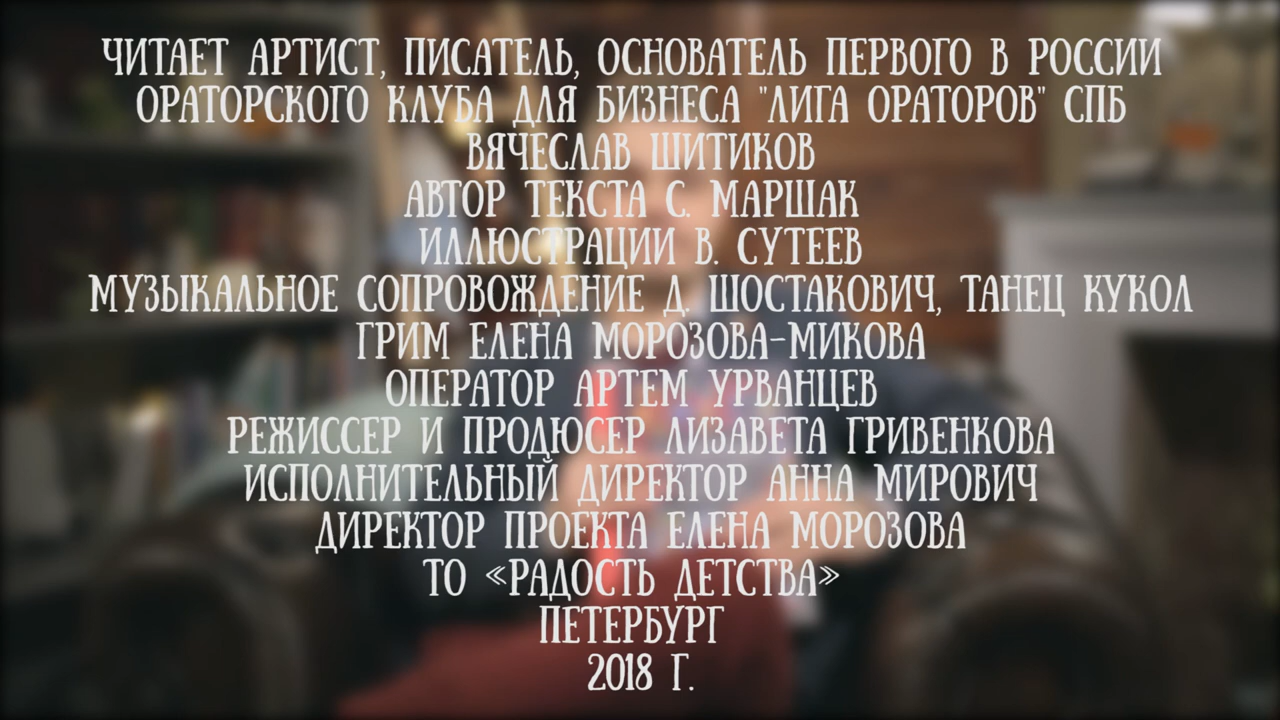 ЧИТАЕТ АРТИСТ, ПИСАТЕЛЬ, ОСНОВАТЕЛЬ ПЕРВОГО В РОССИИ
ОРАТОРСКОГО КЛУБА ДЛЯ БИЗНЕСА "ЛИГА ОРАТОРОВ" СПБ
ВЯЧЕСЛАВ ШИТИКОВ
АВТОР ТЕКСТА С. МАРШАК
ИЛЛЮСТРАЦИИ В. СУТЕЕВ
МУЗЫКАЛЬНОЕ СОПРОВОЖДЕНИЕ Д. ШОСТАКОВИЧ, ТАНЕЦ КУКОЛ
ГРИМ ЕЛЕНА МОРОЗОВА-МИКОВА
ОПЕРАТОР АРТЕМ УРВАНЦЕВ
РЕЖИССЕР И ПРОДЮСЕР ЛИЗАВЕТА ГРИВЕНКОВА
ИСПОЛНИТЕЛЬНЫЙ ДИРЕКТОР АННА МИРОВИЧ
ДИРЕКТОР ПРОЕКТА ЕЛЕНА МОРОЗОВА
ТО «РАДОСТЬ ДЕТСТВА»
ПЕТЕРБУРГ
2018 Г.